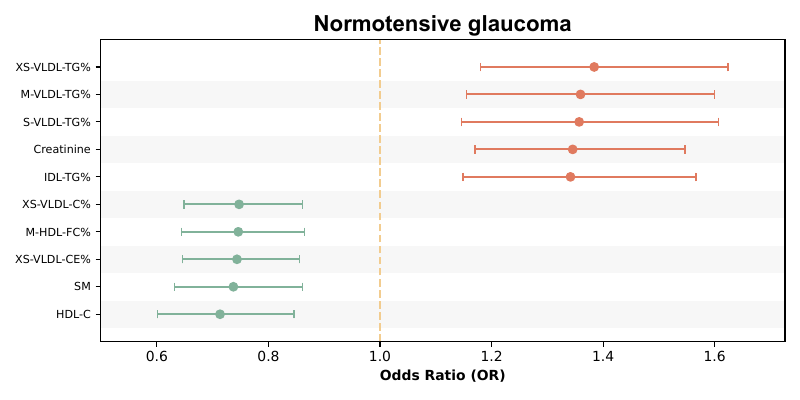 Normotensive glaucoma
XS-VLDL-TG%
M-VLDL-TG%
S-VLDL-TG%
Creatinine
IDL-TG%
XS-VLDL-C%
M-HDL-FC%
XS-VLDL-CE%
SM
HDL-C
0.6 0.8 1.0 1.2 1.4 1.6
Odds Ratio (OR)